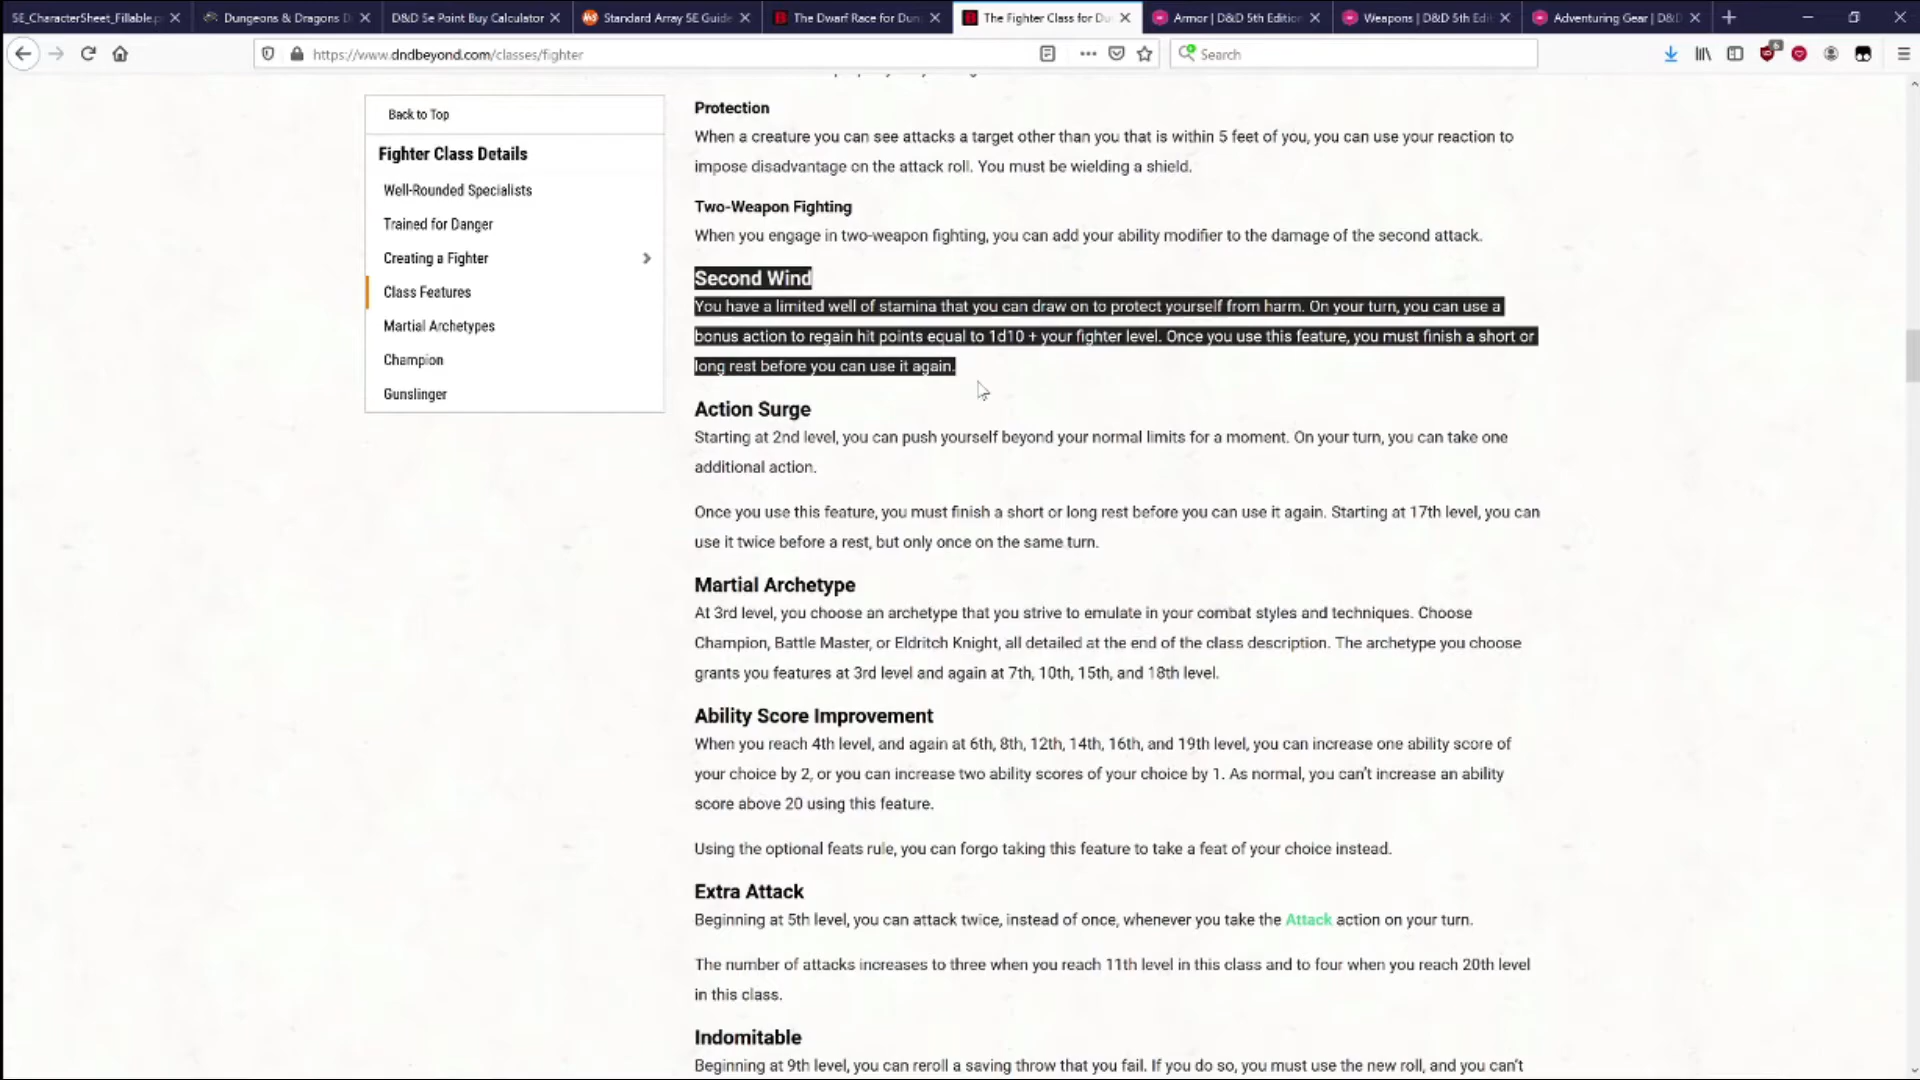 5E_CharacterSheet_Fillable.p
Dungeons & Dragons D
D&D 5e Point Buy Calculator
Standard Array 5E Guide
The Dwarf Race for Dun
The Fighter Class for Du
Armor | D&D 5th Edition
Weapons | D&D 5th Edi
Adventuring Gear | D&D
https://www.dndbeyond.com/classes/fighter
Search
Back to Top
Fighter Class Details
Well-Rounded Specialists
Trained for Danger
Creating a Fighter
Class Features
Martial Archetypes
Champion
Gunslinger
Protection
When a creature you can see attacks a target other than you that is within 5 feet of you, you can use your reaction to
impose disadvantage on the attack roll. You must be wielding a shield.
Two-Weapon Fighting
When you engage in two-weapon fighting, you can add your ability modifier to the damage of the second attack.
Second Wind
You have a limited well of stamina that you can draw on to protect yourself from harm. On your turn, you can use a
bonus action to regain hit points equal to 1d10 + your fighter level. Once you use this feature, you must finish a short or
long rest before you can use it again.
Action Surge
Starting at 2nd level, you can push yourself beyond your normal limits for a moment. On your turn, you can take one
additional action.
Once you use this feature, you must finish a short or long rest before you can use it again. Starting at 17th level, you can
use it twice before a rest, but only once on the same turn.
Martial Archetype
At 3rd level, you choose an archetype that you strive to emulate in your combat styles and techniques. Choose
Champion, Battle Master, or Eldritch Knight, all detailed at the end of the class description. The archetype you choose
grants you features at 3rd level and again at 7th, 10th, 15th, and 18th level.
Ability Score Improvement
When you reach 4th level, and again at 6th, 8th, 12th, 14th, 16th, and 19th level, you can increase one ability score of
your choice by 2, or you can increase two ability scores of your choice by 1. As normal, you can't increase an ability
score above 20 using this feature.
Using the optional feats rule, you can forgo taking this feature to take a feat of your choice instead.
Extra Attack
Beginning at 5th level, you can attack twice, instead of once, whenever you take the Attack action on your turn.
The number of attacks increases to three when you reach 11th level in this class and to four when you reach 20th level
in this class.
Indomitable
Beginning at 9th level, you can reroll a saving throw that you fail. If you do so, you must use the new roll, and you can't